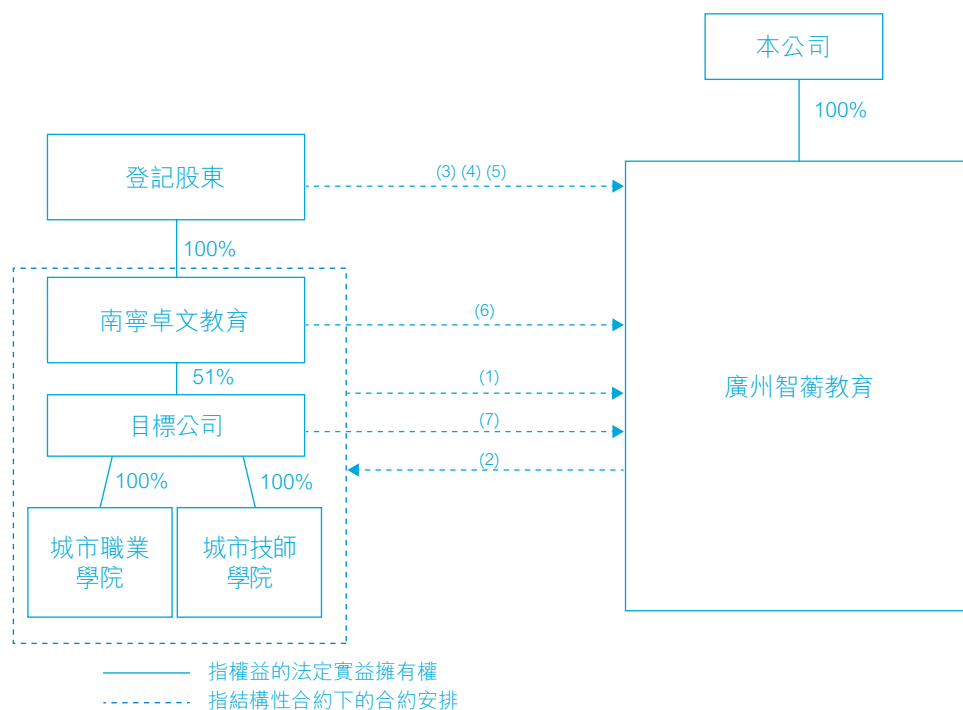 本公司
100%
登記股東
(3) (4) (5)
100%
南寧卓文教育
(6)
51%
(1)
廣州智蘅教育
目標公司
(7)
(2)
100%
100%
城市職業
學院
城市技師
學院
指權益的法定實益擁有權
指結構性合約下的合約安排